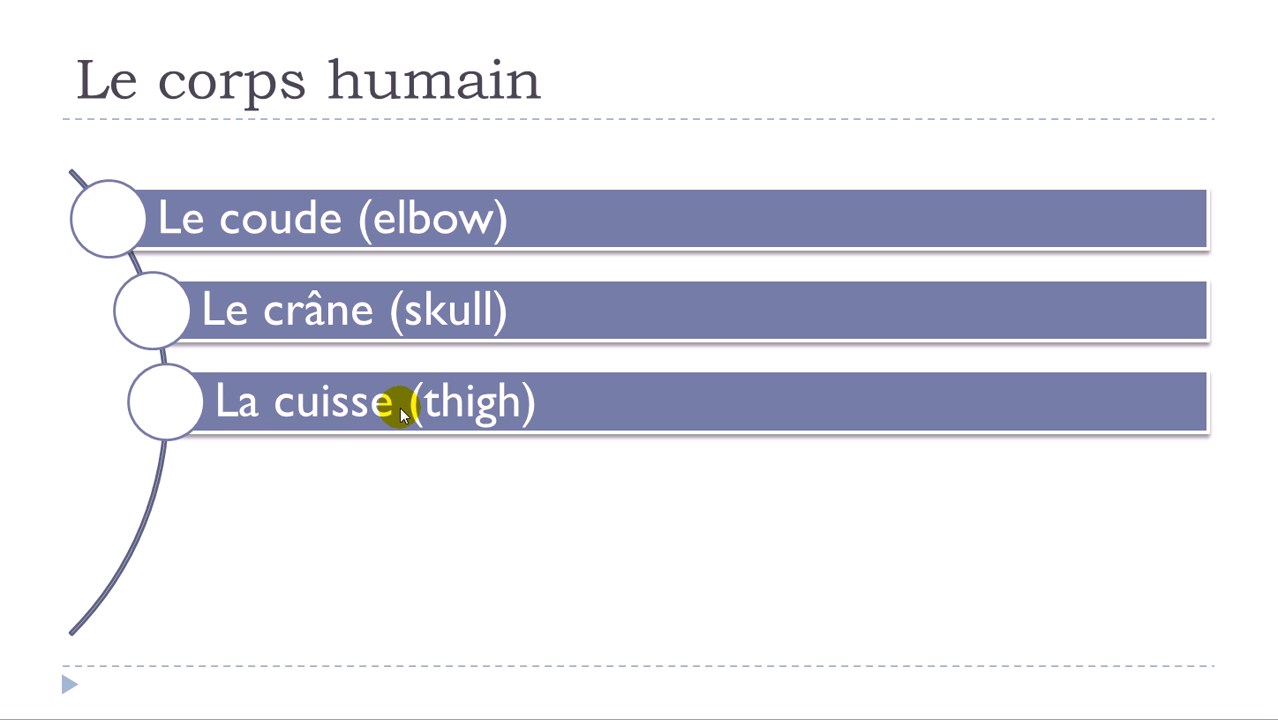 Le corps humain
Le coude (elbow)
Le crâne (skull)
La cuisse (thigh)